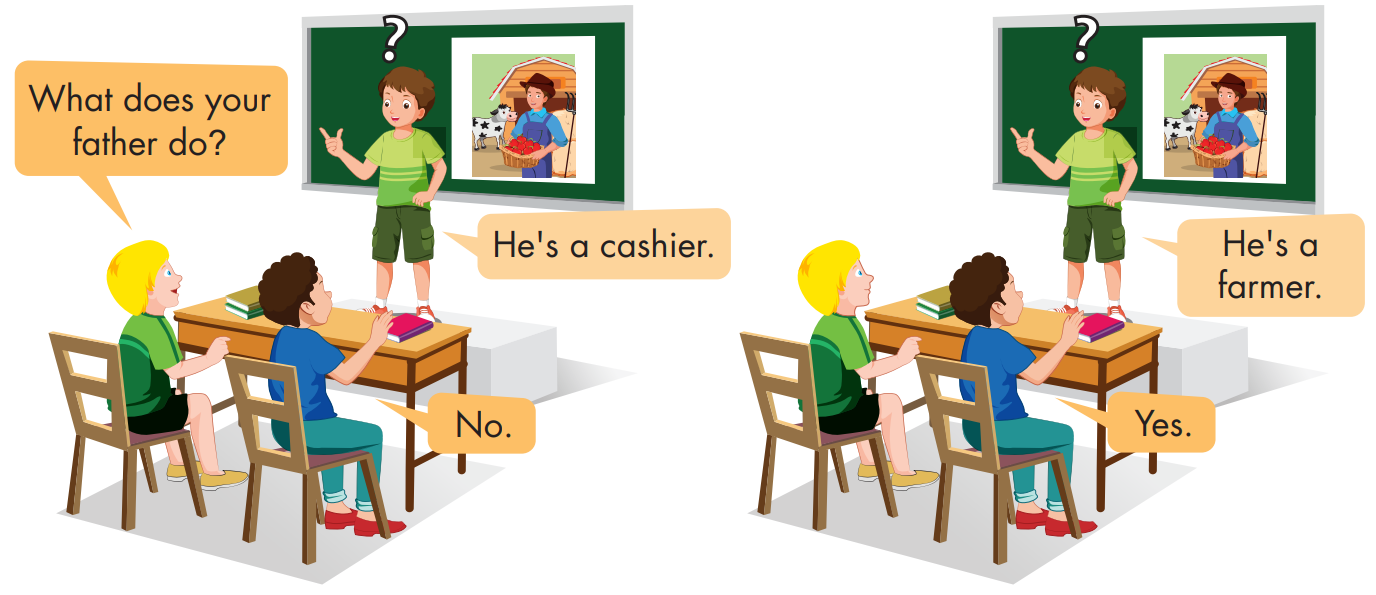 ?
What does your
father do?
He's a cashier.
No.
?
He's a
farmer.
Yes.